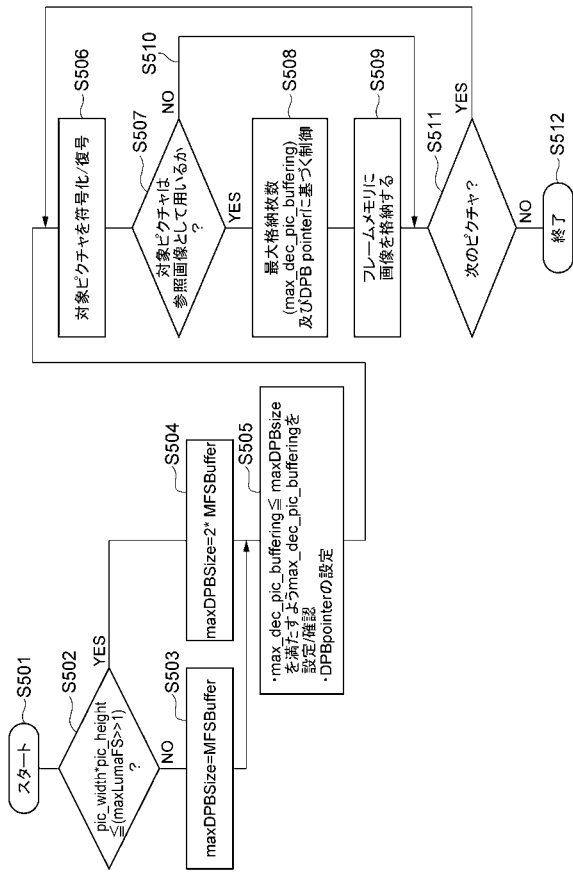 S501
スタート
S502
pic_width*pic_height
≦(maxLumaFS>>1)
?
YES
NO
S503
maxDPBSize=MFSBuffer
S504
maxDPBSize=2* MFSBuffer
S505
・max_dec_pic_buffering≦ maxDPBsize
を満たすようmax_dec_pic_bufferingを
設定/確認
・DPBpointerの設定
S506
対象ピクチャを符号化/復号
S507
対象ピクチャは
参照画像として用いるか
?
NO
S510
YES
S508
最大格納枚数
(max_dec_pic_buffering)
及びDPB pointerに基づく制御
S509
フレームメモリに
画像を格納する
S511
次のピクチャ?
YES
NO
S512
終了